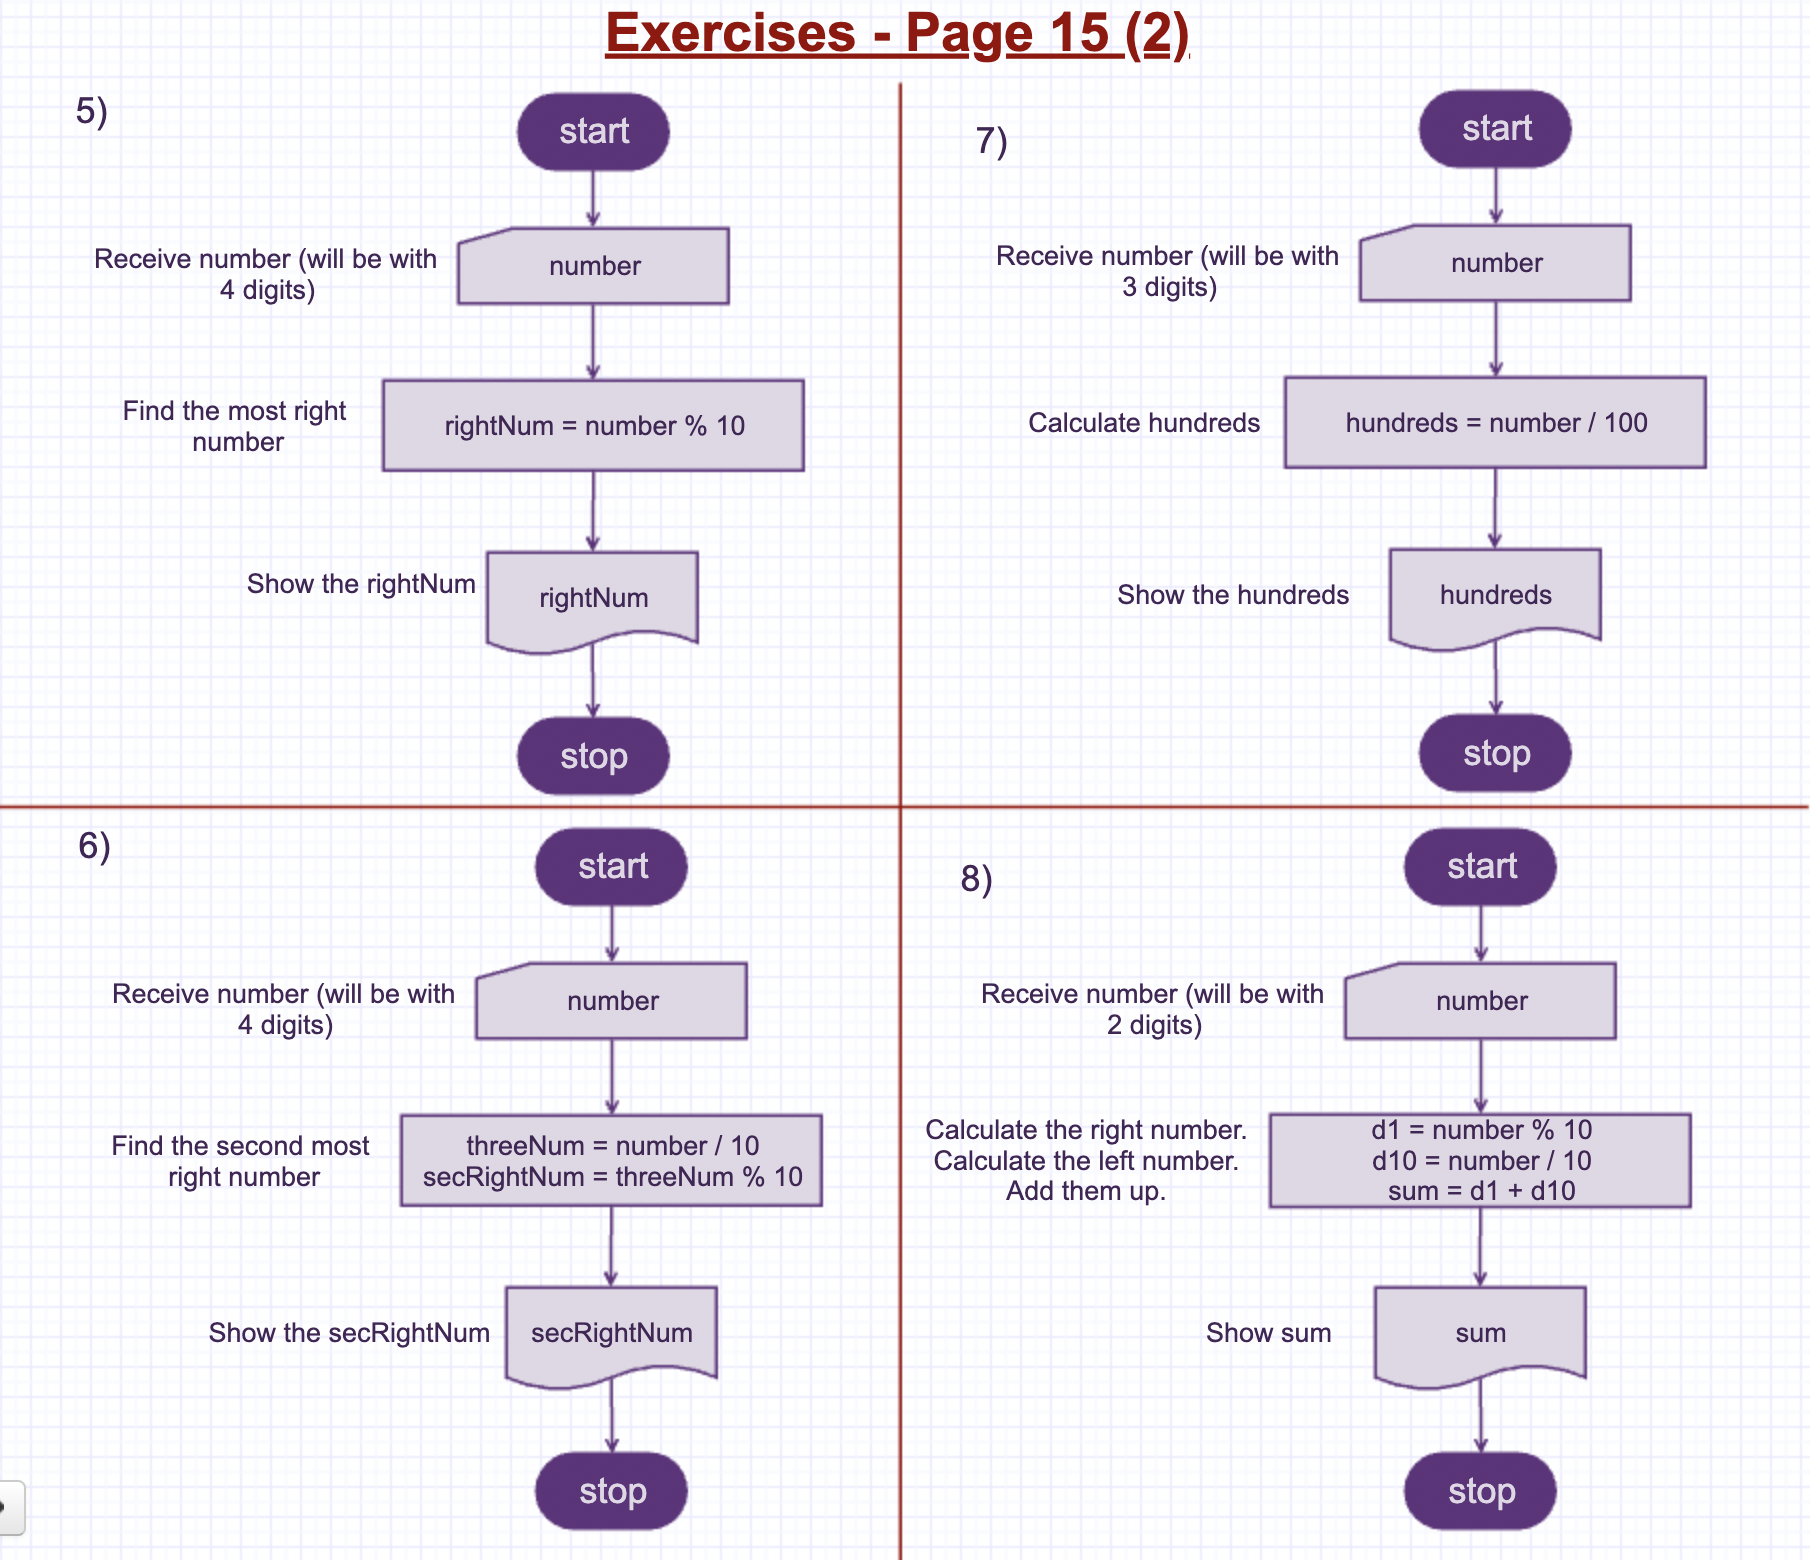 Exercises - Page 15 (2)
5)
start
Receive number (will be with
4 digits)
number
Find the most right
number
rightNum = number % 10
Show the rightNum
rightNum
stop
7)
start
Receive number (will be with
3 digits)
number
Calculate hundreds
hundreds = number / 100
Show the hundreds
hundreds
stop
6)
start
Receive number (will be with
4 digits)
number
Find the second most
right number
threeNum = number / 10
secRightNum = threeNum % 10
Show the secRightNum
secRightNum
stop
8)
start
Receive number (will be with
2 digits)
number
Calculate the right number.
Calculate the left number.
Add them up.
d1 = number % 10
d10 = number / 10
sum = d1 + d10
Show sum
sum
stop